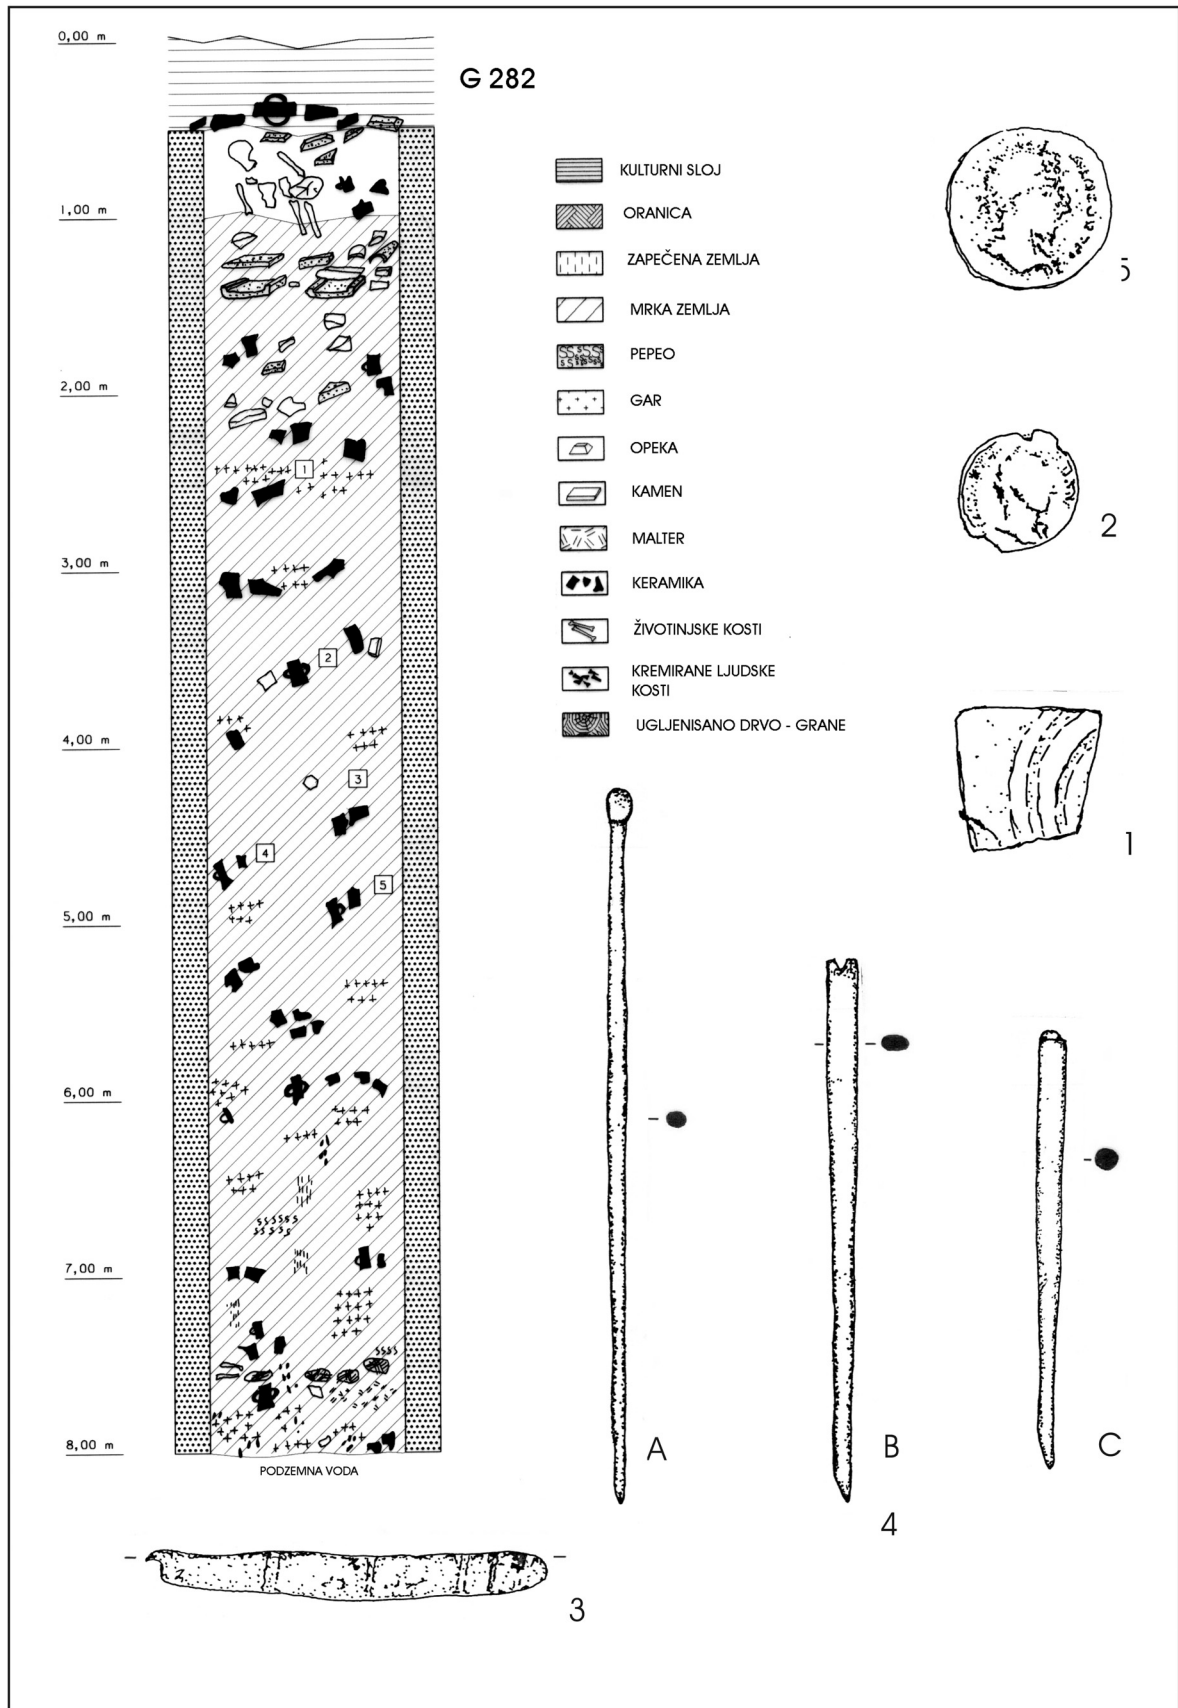 0,00 m
G 282
1,00 m
2,00 m
1
3,00 m
2
4,00 m
3
4
5
5,00 m
6,00 m
7,00 m
8,00 m
PODZEMNA VODA
KULTURNI SLOJ
ORANICA
ZAPEČENA ZEMLJA
MRKA ZEMLJA
PEPEO
GAR
OPEKA
KAMEN
MALTER
KERAMIKA
ŽIVOTINJSKE KOSTI
KREMIRANE LJUDSKE
KOSTI
UGLJENISANO DRVO - GRANE
5
2
1
A
B
C
4
3